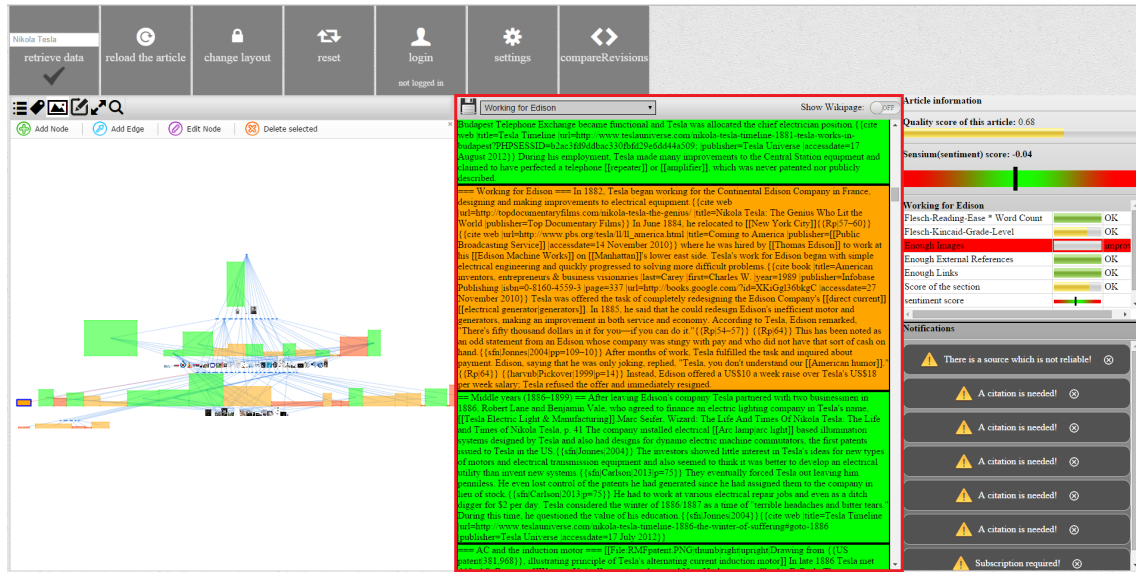 Nikola Tesla
retrieve data
reload the article
change layout
reset
login
not logged in
settings
compareRevisions
Add Node
Add Edge
Edit Node
Delete selected
Working for Edison
Show Wikipage:
OFF
Budapest Telephone Exchange became functional and Tesla was allocated the chief electrician position.{{cite
web |title=Tesla Timeline |url=http://www.teslauniverse.com/nikola-tesla-timeline-1881-tesla-works-in-
budapest?PHPSESSID=b2ac3fd9ddbac330fbfd29e6dd44a509; |publisher=Tesla Universe |accessdate=17
August 2012}} During his employment, Tesla made many improvements to the Central Station equipment and
claimed to have perfected a telephone [[repeater]] or [[amplifier]], which was never patented nor publicly
described.
=== Working for Edison === In 1882, Tesla began working for the Continental Edison Company in France,
designing and making improvements to electrical equipment.{{cite web
|url=http://topdocumentaryfilms.com/nikola-tesla-the-genius/ |title=Nikola Tesla: The Genius Who Lit the
World |publisher=Top Documentary Films}} In June 1884, he relocated to [[New York City]]{{Rp|57–60}}
{{cite web |url=http://www.pbs.org/tesla/ll/ll_america.html |title=Coming to America |publisher=[[Public
Broadcasting Service]] |accessdate=14 November 2010}} where he was hired by [[Thomas Edison]] to work at
his [[Edison Machine Works]] on [[Manhattan]]'s lower east side. Tesla's work for Edison began with simple
electrical engineering and quickly progressed to solving more difficult problems.{{cite book |title=American
inventors, entrepreneurs & business visionaries |last=Carey |first=Charles W. |year=1989 |publisher=Infobase
Publishing |isbn=0-8160-4559-3 |page=337 |url=http://books.google.com/?id=XKiGgl36bkgC |accessdate=27
November 2010}} Tesla was offered the task of completely redesigning the Edison Company's [[direct current]]
[[electrical generator|generators]]. In 1885, he said that he could redesign Edison's inefficient motor and
generators, making an improvement in both service and economy. According to Tesla, Edison remarked,
"There's fifty thousand dollars in it for you—if you can do it."{{Rp|54–57}} {{Rp|64}} This has been noted as
an odd statement from an Edison whose company was stingy with pay and who did not have that sort of cash on
hand.{{sfn|Jonnes|2004|pp=109–10}} After months of work, Tesla fulfilled the task and inquired about
payment. Edison, saying that he was only joking, replied, "Tesla, you don't understand our [[American humor]]."
{{Rp|64}} {{harvnb|Pickover|1999|p=14}} Instead, Edison offered a US$10 a week raise over Tesla's US$18
per week salary; Tesla refused the offer and immediately resigned.
== Middle years (1886–1899) == After leaving Edison's company Tesla partnered with two businessmen in
1886, Robert Lane and Benjamin Vale, who agreed to finance an electric lighting company in Tesla's name,
[[Tesla Electric Light & Manufacturing]].Marc Seifer, Wizard: The Life And Times Of Nikola Tesla. The Life
and Times of Nikola Tesla, p. 41 The company installed electrical [[Arc lamp|arc light]] based illumination
systems designed by Tesla and also had designs for dynamo electric machine commutators, the first patents
issued to Tesla in the US.{{sfn|Jonnes|2004}} The investors showed little interest in Tesla's ideas for new types
of motors and electrical transmission equipment and also seemed to think it was better to develop an electrical
utility than invent new systems.{{sfn|Carlson|2013|p=75}} They eventually forced Tesla out leaving him
penniless. He even lost control of the patents he had generated since he had assigned them to the company in
lieu of stock.{{sfn|Carlson|2013|p=75}} He had to work at various electrical repair jobs and even as a ditch
digger for $2 per day. Tesla considered the winter of 1886/1887 as a time of "terrible headaches and bitter tears."
During this time, he questioned the value of his education.{{sfn|Jonnes|2004}}{{cite web |title=Tesla Timeline
|url=http://www.teslauniverse.com/nikola-tesla-timeline-1886-the-winter-of-suffering#goto-1886
|publisher=Tesla Universe |accessdate=17 July 2012}}
=== AC and the induction motor === [[File:RMFpatent.PNG|thumb|right|upright|Drawing from {{US
patent|381,968}}, illustrating principle of Tesla's alternating current induction motor]] In late 1886 Tesla met
Article information
Quality score of this article: 0.68
Sensium(sentiment) score: -0.04
Working for Edison
Flesch-Reading-Ease * Word Count OK
Flesch-Kincaid-Grade-Level OK
Enough Images improv
Enough External References OK
Enough Links OK
Score of the section OK
sentiment score
Notifications
There is a source which is not reliable!
A citation is needed!
A citation is needed!
A citation is needed!
A citation is needed!
A citation is needed!
Subscription required!